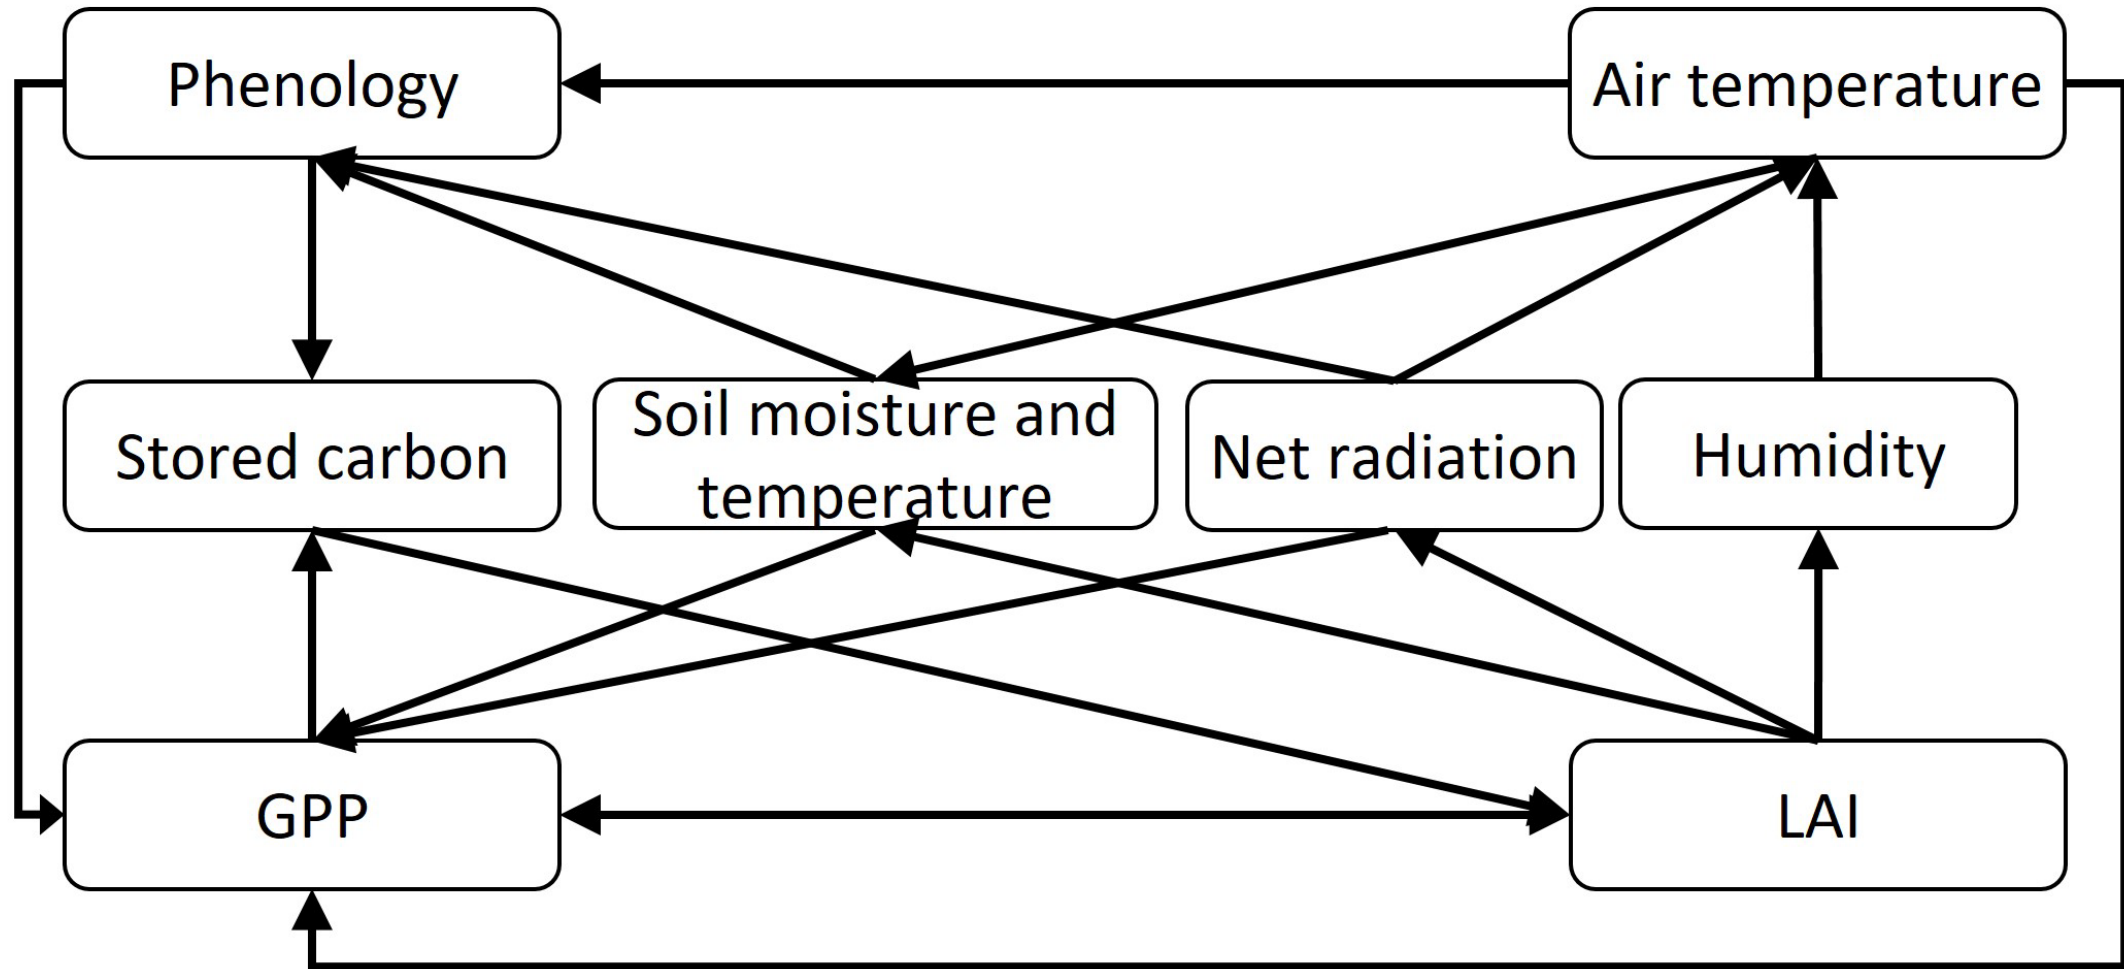 Phenology
Air temperature
Stored carbon
Soil moisture and
temperature
Net radiation
Humidity
GPP
LAI